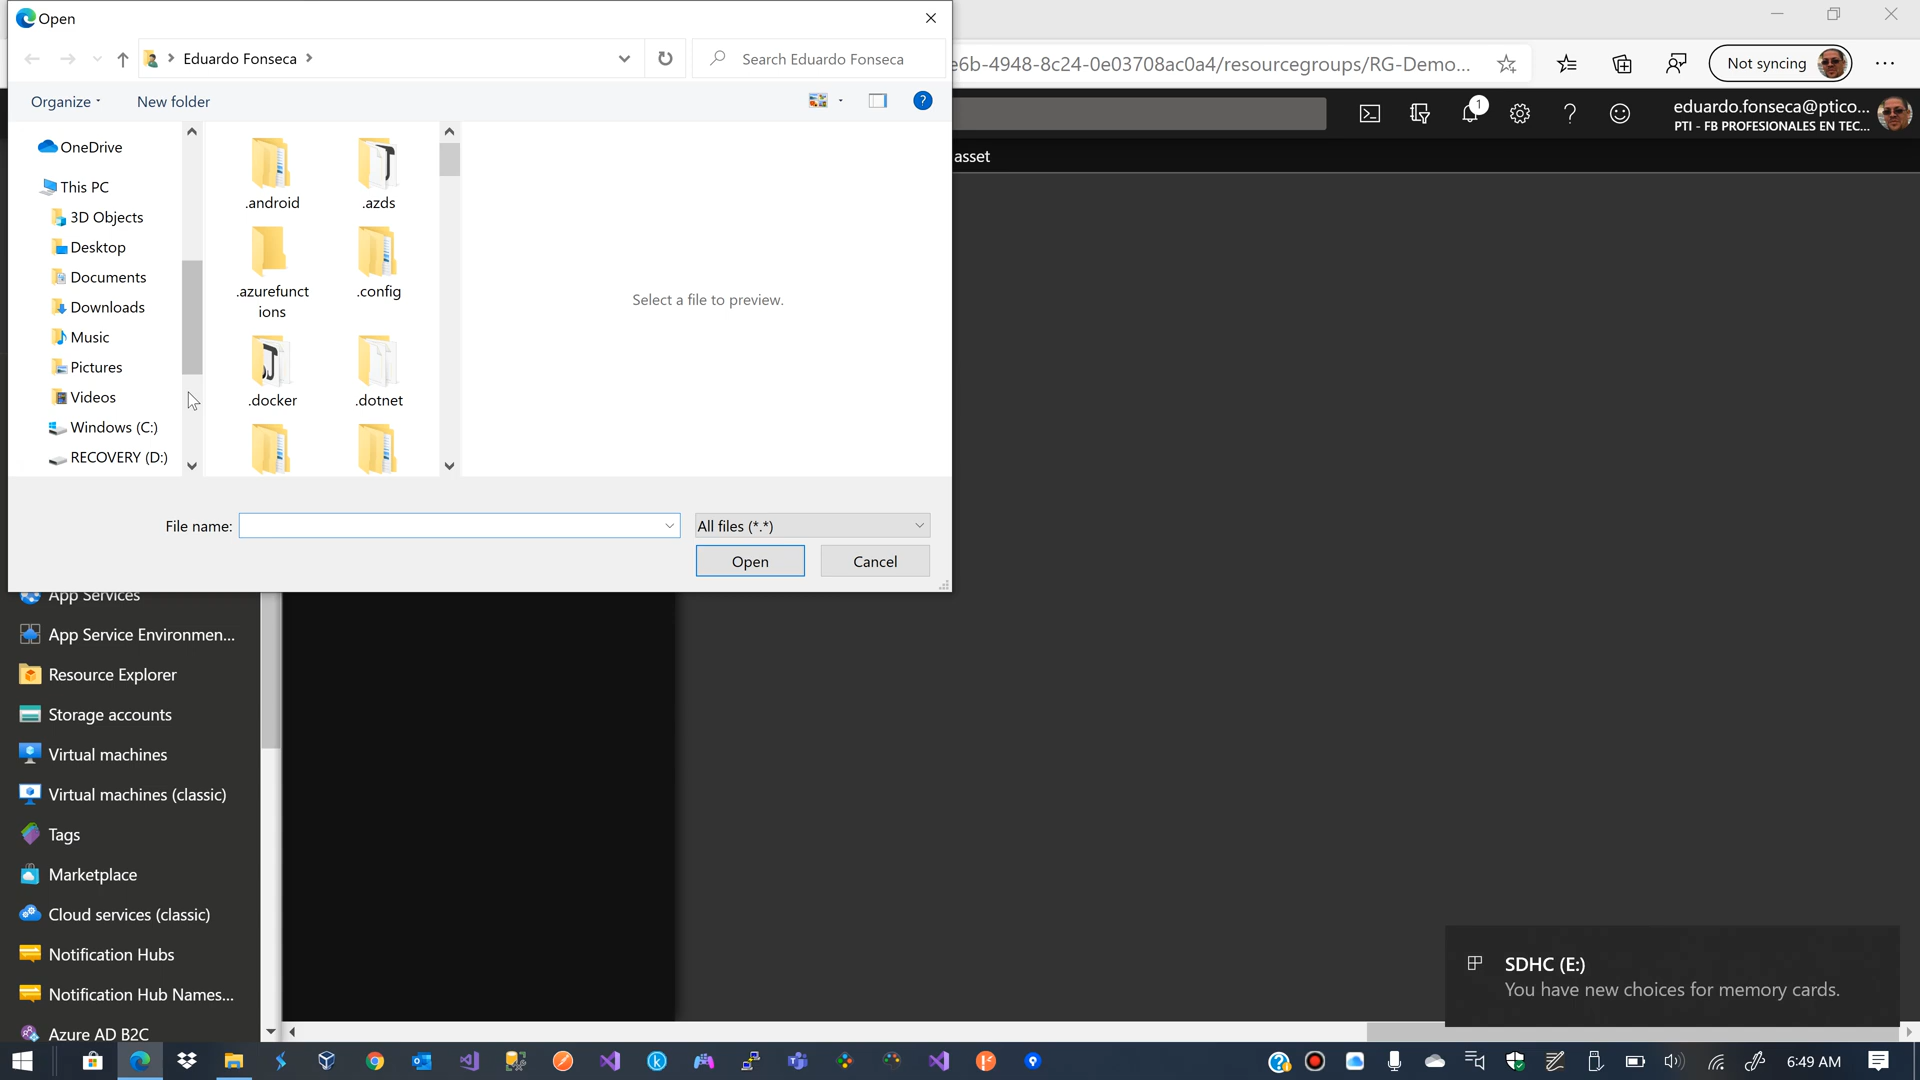 Open
Eduardo Fonseca
Search Eduardo Fonseca
e6b-4948-8c24-0e03708ac0a4/resourcegroups/RG-Demo...
Not syncing
Organize
New folder
?
1
eduardo.fonseca@ptico...
PTI - FB PROFESIONALES EN TEC...
asset
OneDrive
This PC
3D Objects
Desktop
Documents
Downloads
Music
Pictures
Videos
Windows (C:)
RECOVERY (D:)
.android
.azds
.azurefunct
ions
.config
.docker
.dotnet
Select a file to preview.
File name:
All files (*.*)
Open
Cancel
App Services
App Service Environmen...
Resource Explorer
Storage accounts
Virtual machines
Virtual machines (classic)
Tags
Marketplace
Cloud services (classic)
Notification Hubs
Notification Hub Names...
Azure AD B2C
SDHC (E:)
You have new choices for memory cards.
6:49 AM